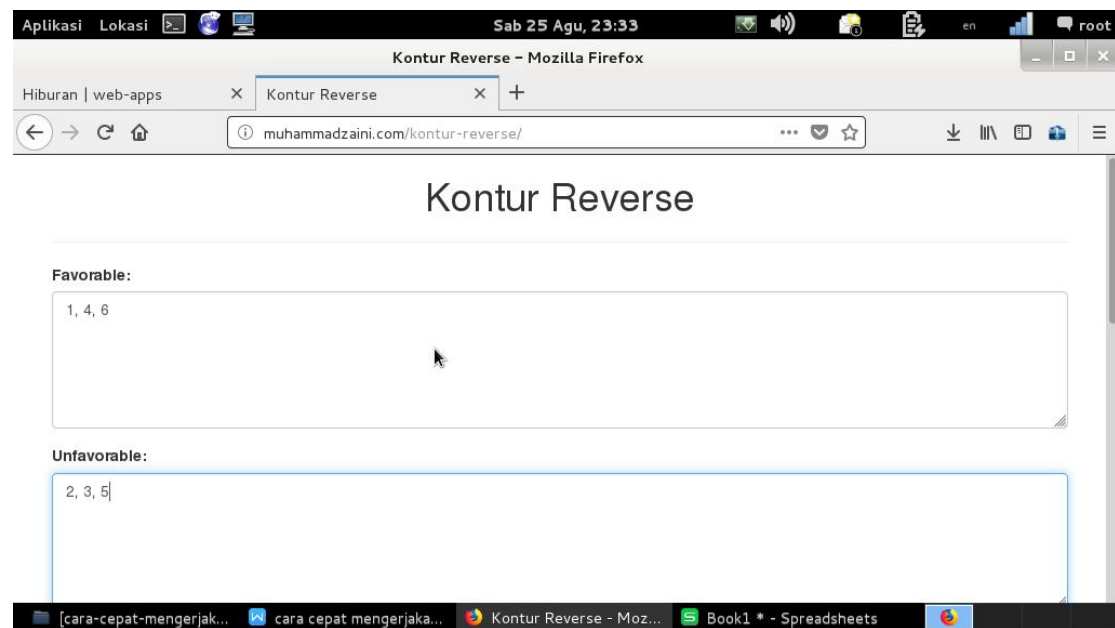 Aplikasi Lokasi Sab 25 Agu, 23:33 en root
Kontur Reverse - Mozilla Firefox
Hiburan | web-apps Kontur Reverse
muhammadzaini.com/kontur-reverse/
Kontur Reverse
Favorable:
1, 4, 6
Unfavorable:
2, 3, 5
[cara-cepat-mengerjak... cara cepat mengerjaka... Kontur Reverse - Moz... Book1 * - Spreadsheets